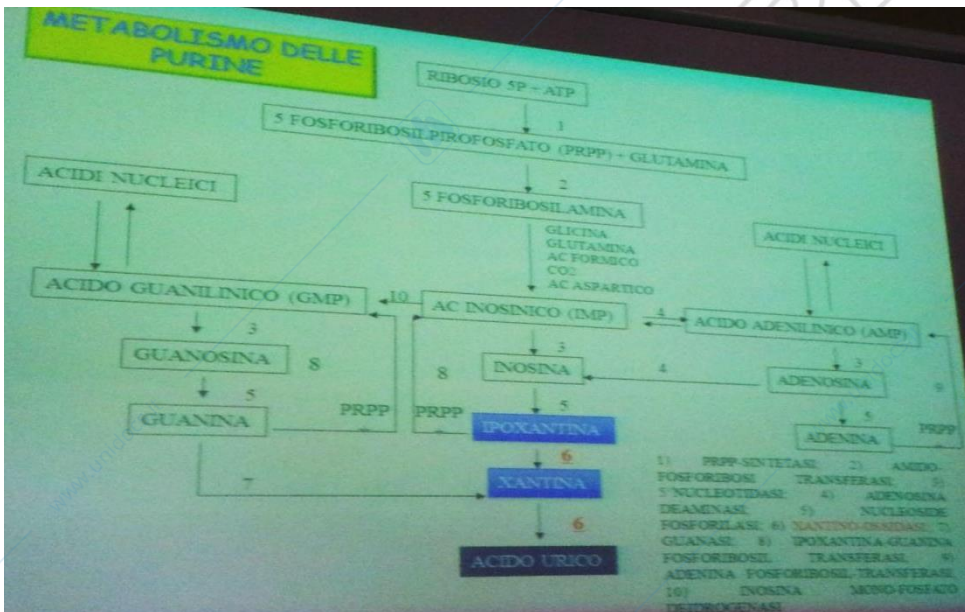 METABOLISMO DELLE
PURINE
RIBOSIO 5P + ATP
1
5 FOSFORIBOSILPIROFOSFATO (PRPP) + GLUTAMINA
2
ACIDI NUCLEICI
5 FOSFORIBOSILAMINA
GLICINA
GLUTAMINA
AC FORMICO
CO2
AC ASPARTICO
ACIDI NUCLEICI
ACIDO GUANILINICO (GMP)
10
AC INOSINICO (IMP)
4
ACIDO ADENILINICO (AMP)
3
3
3
GUANOSINA
8
8
INOSINA
4
ADENOSINA
9
5
5
5
GUANINA
PRPP
PRPP
IPOXANTINA
ADENINA
PRPP
6
7
XANTINA
6
ACIDO URICO
1) PRPP-SINTETASI; 2) AMIDO-
FOSFORIBOSI TRANSFERASI; 3)
5'NUCLEOTIDASI; 4) ADENOSINA
DEAMINASI; 5) NUCLEOSIDE
FOSFORILASI; 6) XANTINO-OSSIDASI; 7)
GUANASI; 8) IPOXANTINA-GUANINA
FOSFORIBOSIL TRANSFERASI; 9)
ADENINA FOSFORIBOSIL-TRANSFERASI;
10) INOSINA MONO-FOSFATO
DEIDROGENASI